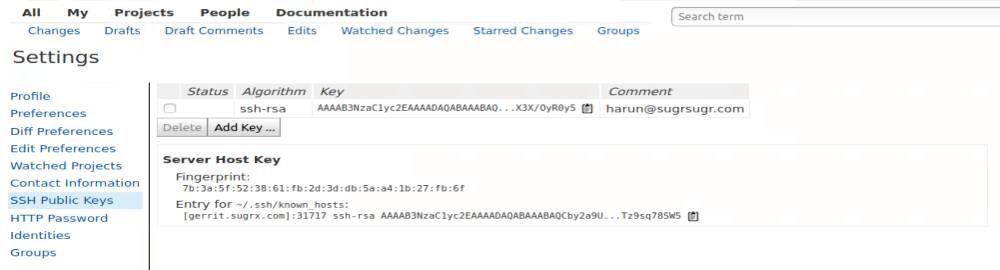 All My Projects People Documentation
Search term
Changes Drafts Draft Comments Edits Watched Changes Starred Changes Groups
Settings
Profile
Preferences
Diff Preferences
Edit Preferences
Watched Projects
Contact Information
SSH Public Keys
HTTP Password
Identities
Groups
Status Algorithm Key Comment
ssh-rsa AAAAB3NzaC1yc2EAAAADAQABAAABAQ...X3X/OyR0y5 harun@sugrsugr.com
Delete Add Key ...
Server Host Key
Fingerprint:
7b:3a:5f:52:38:61:fb:2d:3d:db:5a:a4:1b:27:fb:6f
Entry for ~/.ssh/known_hosts:
[gerrit.sugrx.com]:31717 ssh-rsa AAAAB3NzaC1yc2EAAAADAQABAAABAQCby2a9U...Tz9sq78SW5